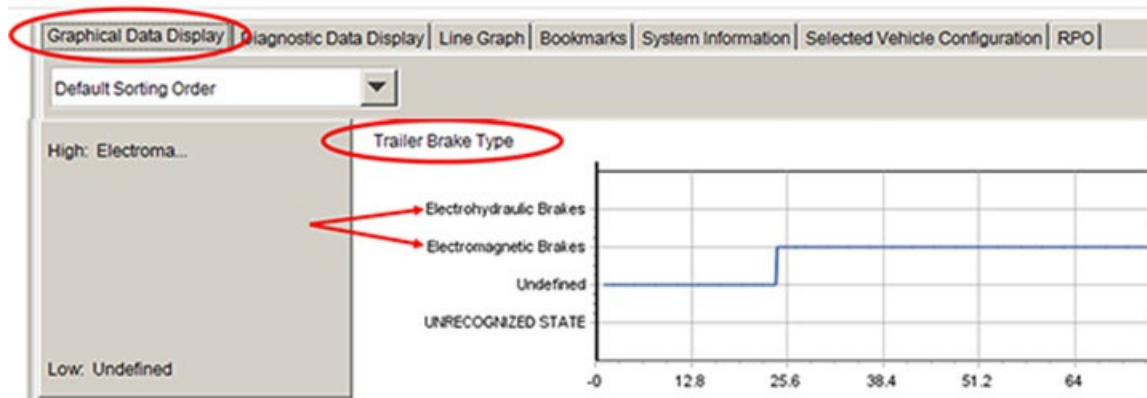 Graphical Data Display Diagnostic Data Display Line Graph Bookmarks System Information Selected Vehicle Configuration RPO
Default Sorting Order
High: Electroma...
Trailer Brake Type
Electrohydraulic Brakes
Electromagnetic Brakes
Undefined
UNRECOGNIZED STATE
Low: Undefined
-0 12.8 25.6 38.4 51.2 64